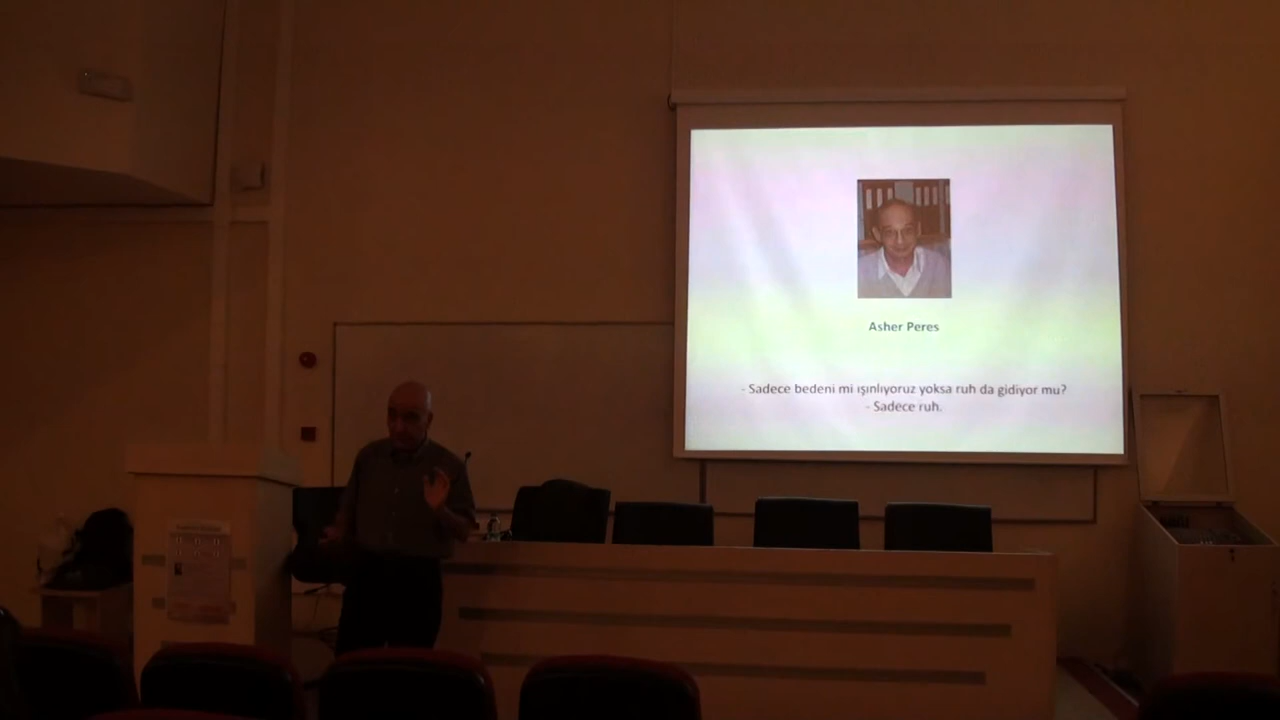 Asher Peres
- Sadece bedeni mi ışınlıyoruz yoksa ruh da gidiyor mu?
- Sadece ruh.